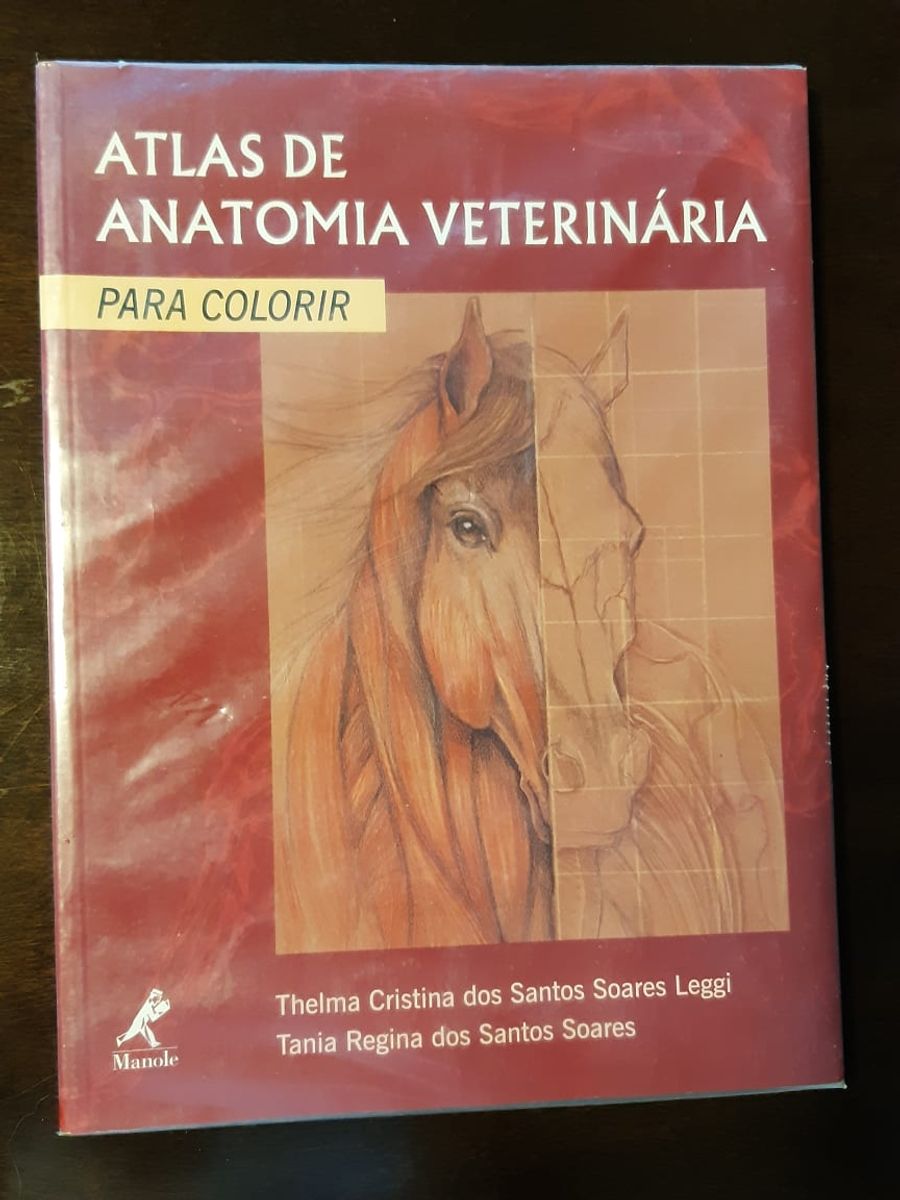 ATLAS DE
ANATOMIA VETERINÁRIA
PARA COLORIR
Thelma Cristina dos Santos Soares Leggi
Tania Regina dos Santos Soares
Manole